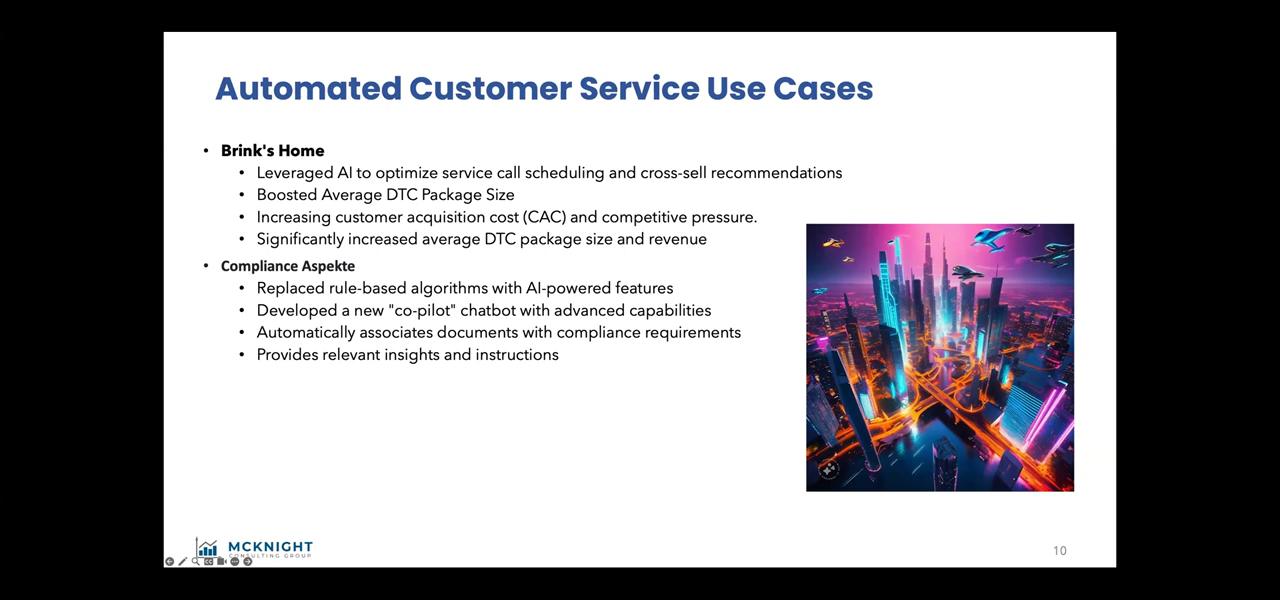 Automated Customer Service Use Cases
• Brink's Home
• Leveraged AI to optimize service call scheduling and cross-sell recommendations
• Boosted Average DTC Package Size
• Increasing customer acquisition cost (CAC) and competitive pressure.
• Significantly increased average DTC package size and revenue
• Compliance Aspekte
• Replaced rule-based algorithms with AI-powered features
• Developed a new "co-pilot" chatbot with advanced capabilities
• Automatically associates documents with compliance requirements
• Provides relevant insights and instructions
MCKNIGHT
CONSULTING GROUP
10